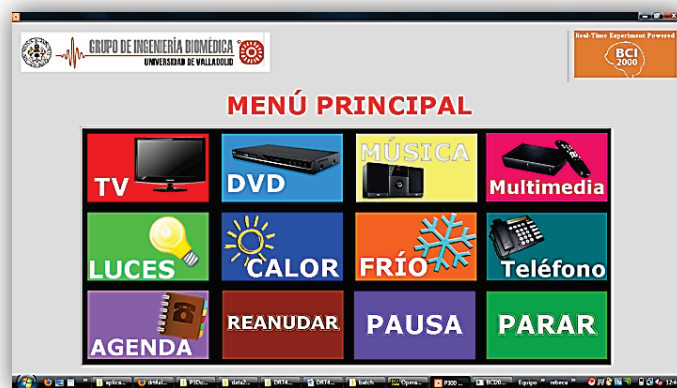 GRUPO DE INGENIERÍA BIOMÉDICA
UNIVERSIDAD DE VALLADOLID
Real-Time Experiment Powered
BCI
2000
MENÚ PRINCIPAL
TV
DVD
MÚSICA
Multimedia
LUCES
CALOR
FRÍO
Teléfono
AGENDA
REANUDAR
PAUSA
PARAR